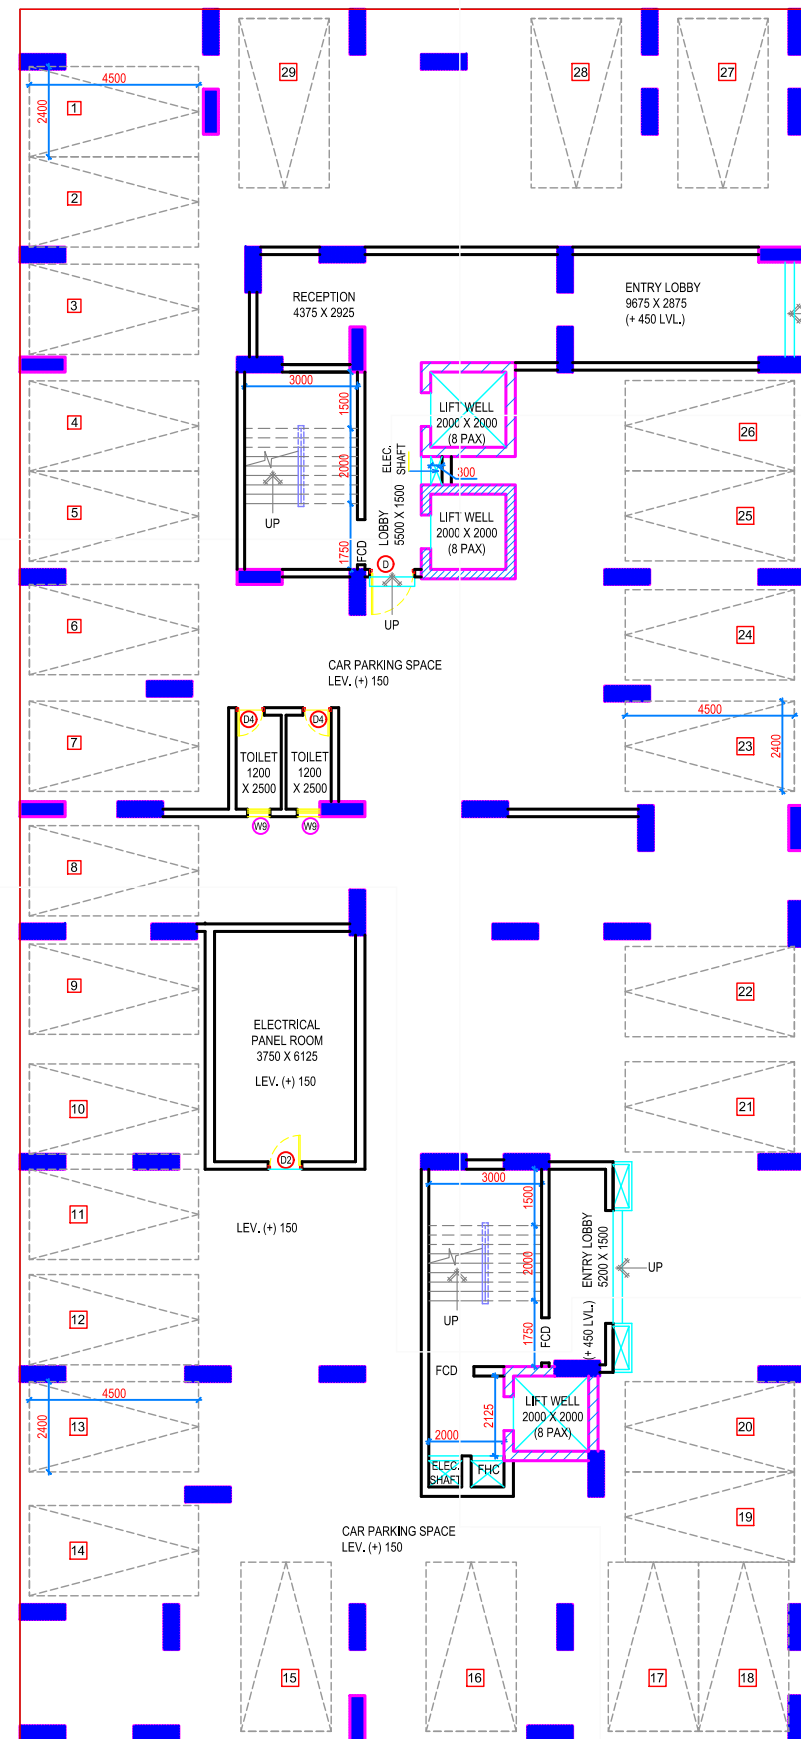 29
28
27
4500
2400
1
2
3
RECEPTION
4375 X 2925
ENTRY LOBBY
9675 X 2875
(+ 450 LVL.)
3000
1500
2000
1750
UP
FCD
LIFT WELL
2000 X 2000
(8 PAX)
ELEC.
SHAFT
300
LOBBY
5500 X 1500
LIFT WELL
2000 X 2000
(8 PAX)
D
UP
4
5
26
25
6
24
CAR PARKING SPACE
LEV. (+) 150
4500
2400
23
7
D4
D4
TOILET
1200
X 2500
TOILET
1200
X 2500
W9
W9
8
9
22
ELECTRICAL
PANEL ROOM
3750 X 6125
LEV. (+) 150
D2
10
21
11
LEV. (+) 150
3000
1500
2000
1750
UP
FCD
ENTRY LOBBY
5200 X 1500
(+ 450 LVL.)
UP
12
FCD
LIFT WELL
2000 X 2000
(8 PAX)
2125
2000
ELEC.
SHAFT
FHC
4500
2400
13
20
19
CAR PARKING SPACE
LEV. (+) 150
14
15
16
17
18